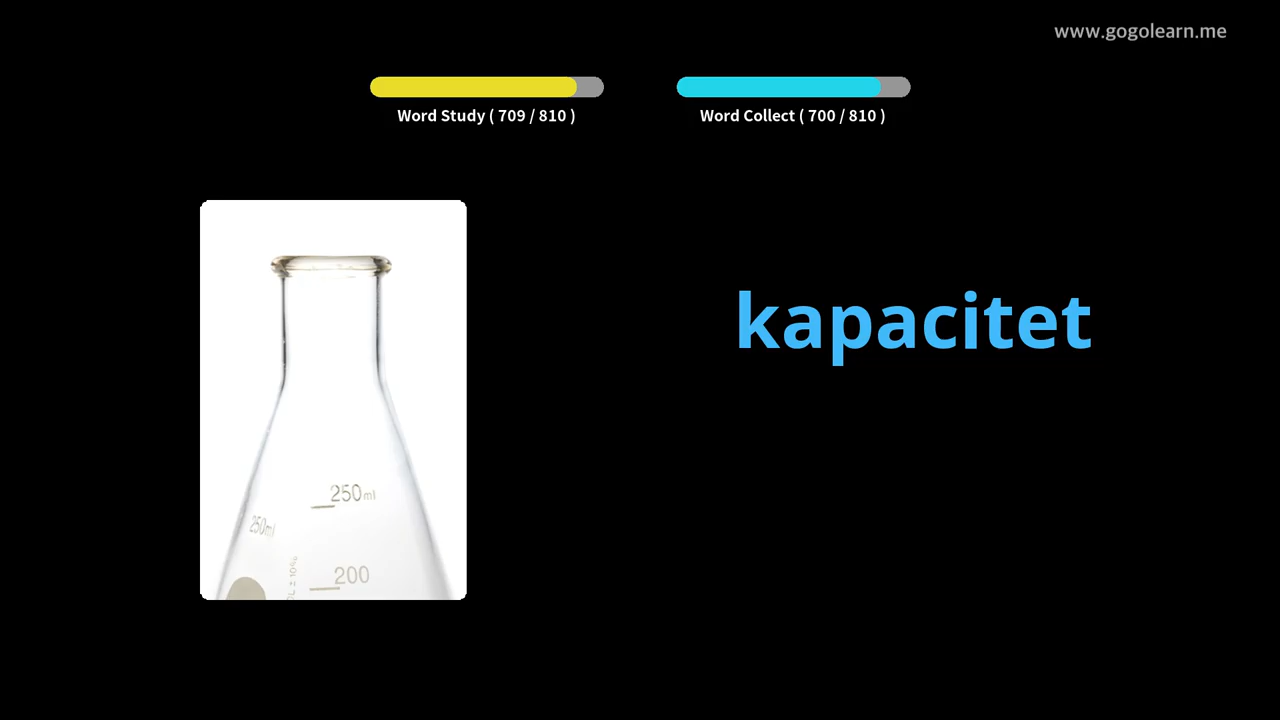 www.gogolearn.me
Word Study ( 709 / 810 )
Word Collect ( 700 / 810 )
kapacitet
250ml
250ml
200